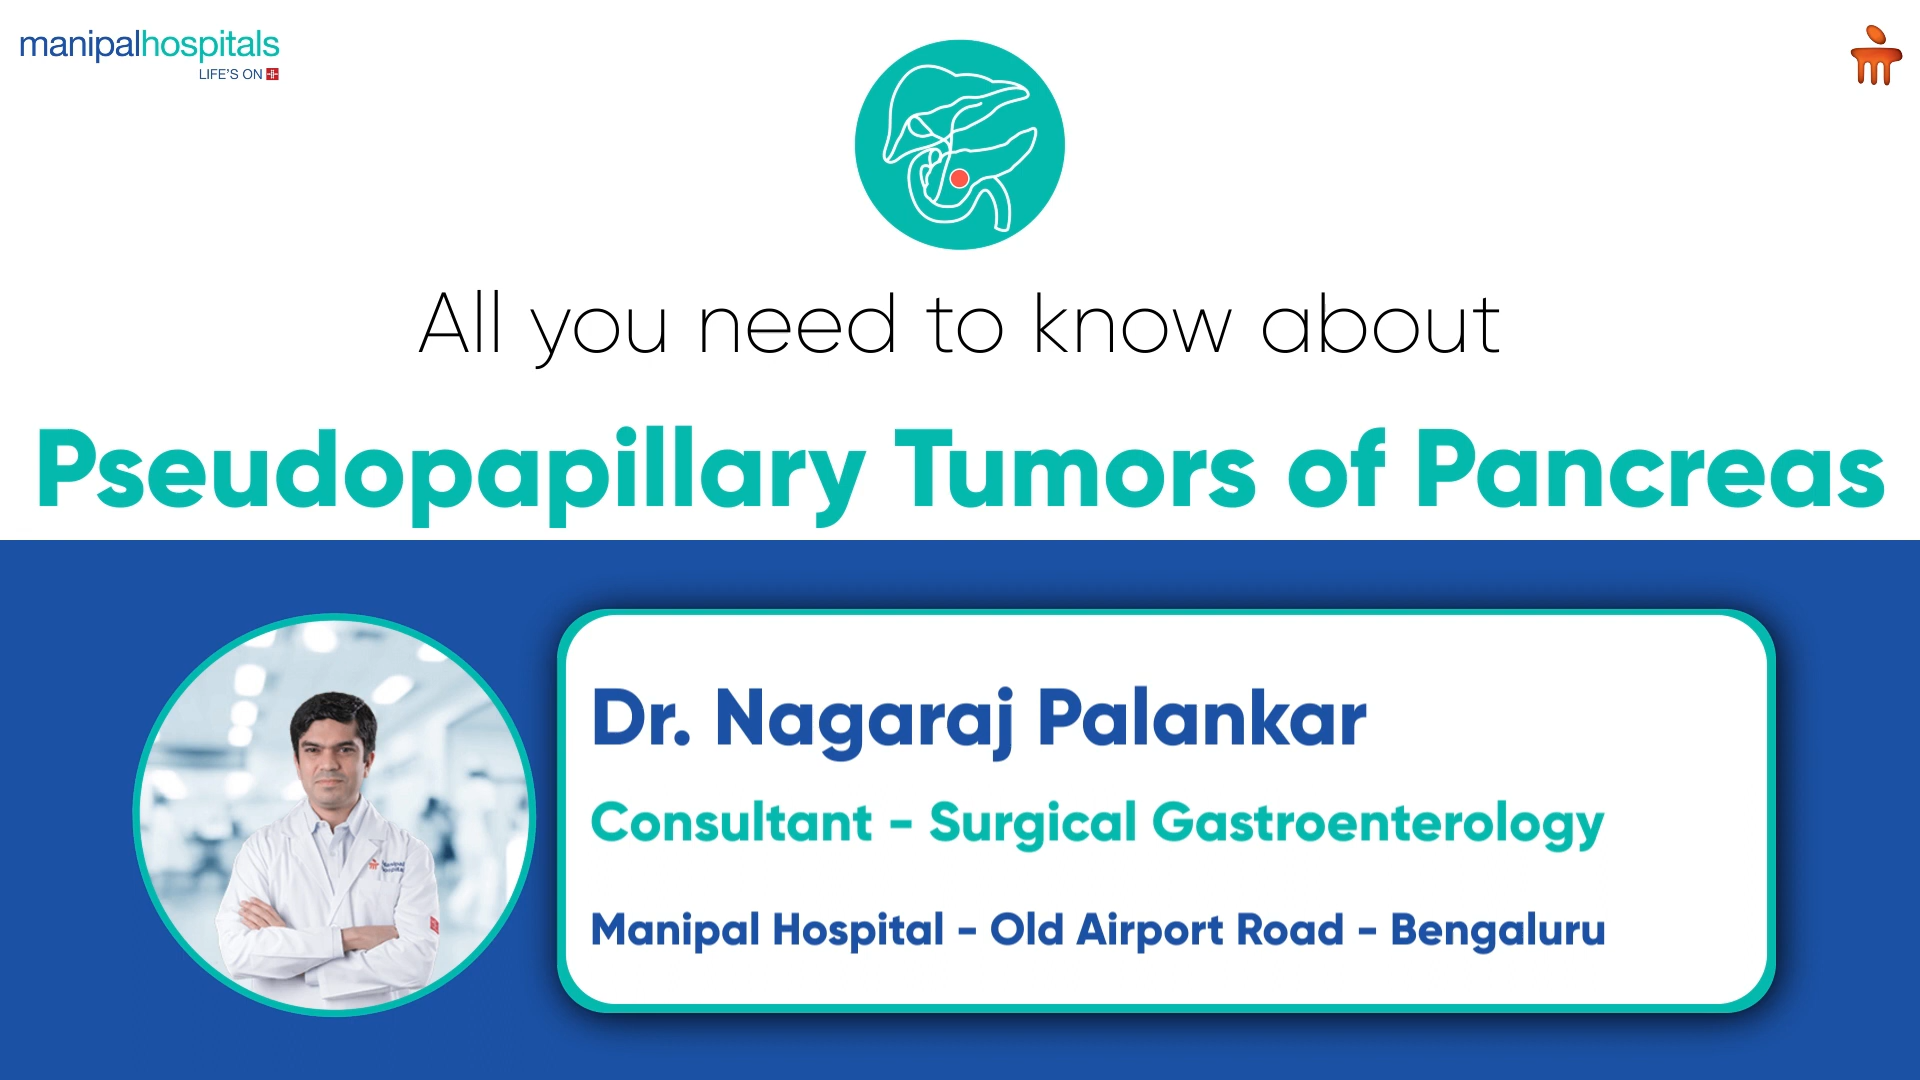 manipalhospitals
LIFE'S ON
All you need to know about
Pseudopapillary Tumors of Pancreas
Dr. Nagaraj Palankar
Consultant - Surgical Gastroenterology
Manipal Hospital - Old Airport Road - Bengaluru